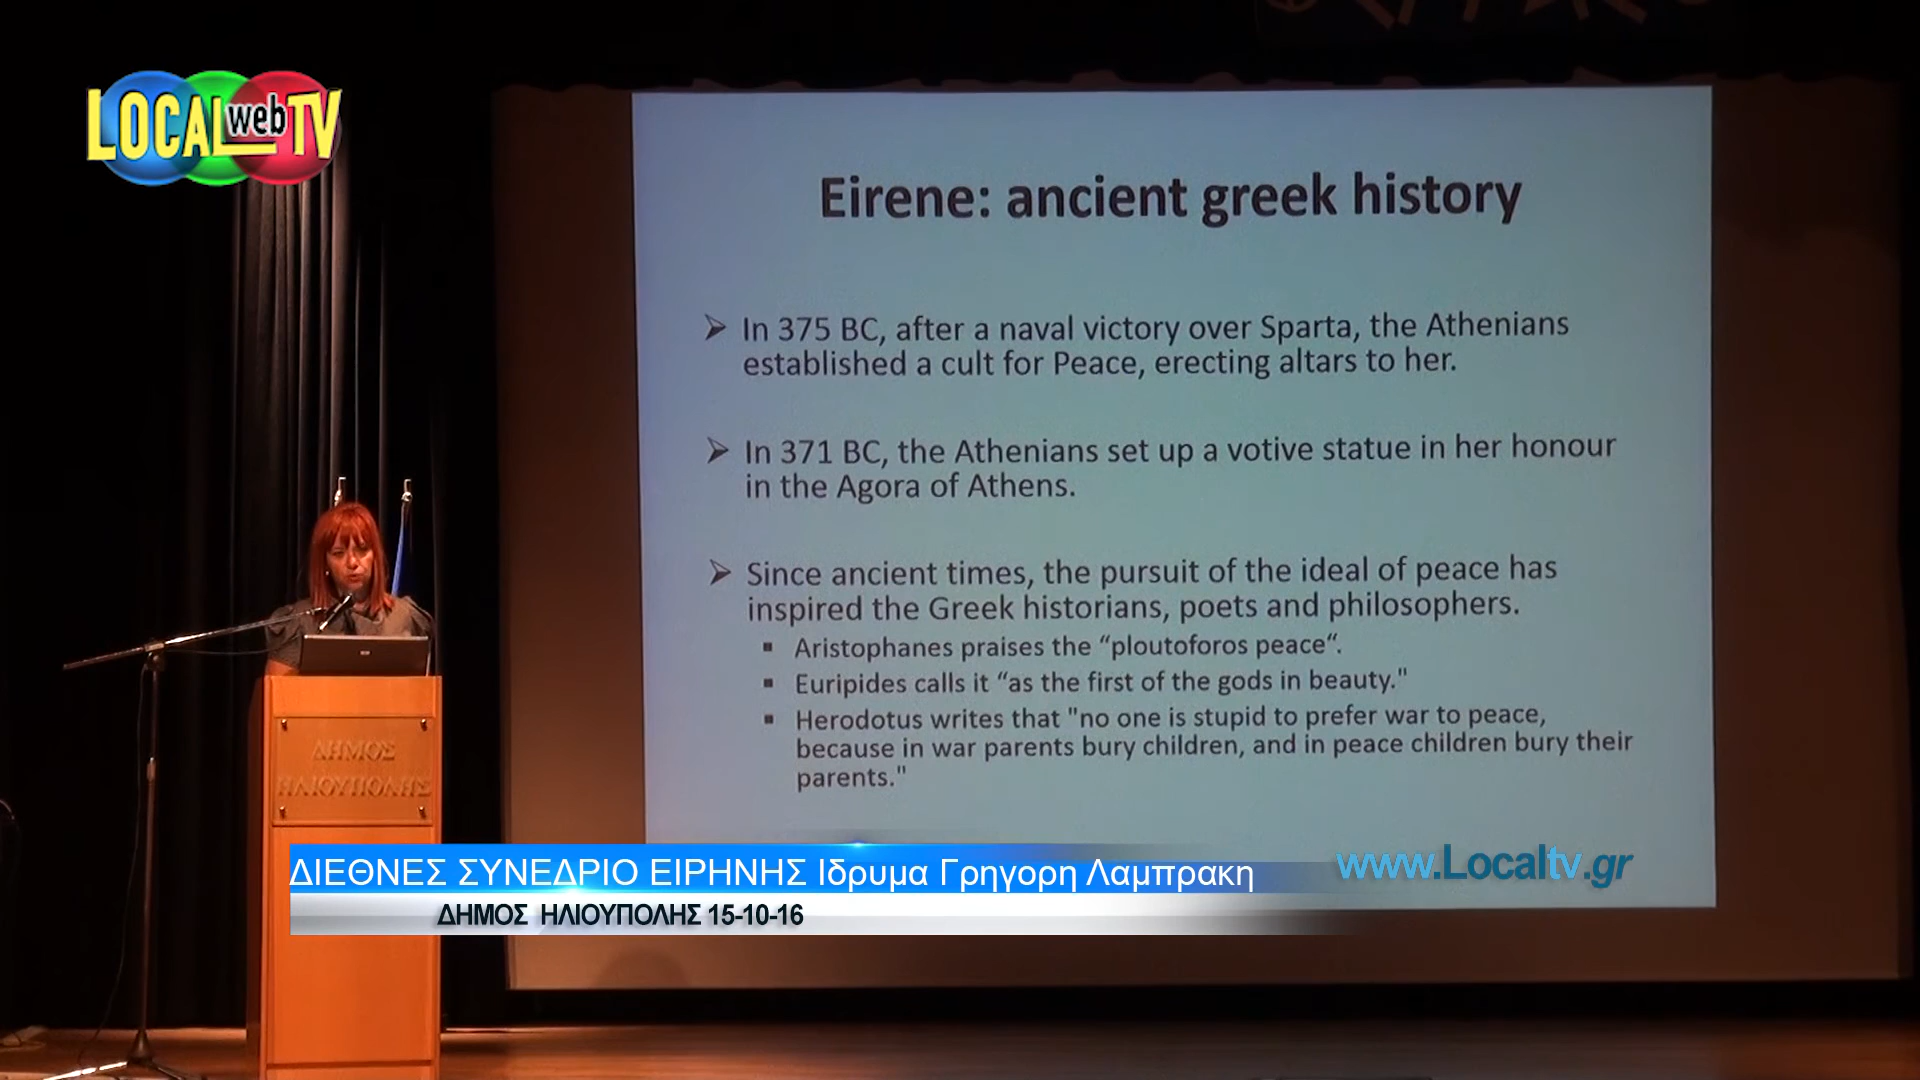 LOCAL web TV
Eirene: ancient greek history
In 375 BC, after a naval victory over Sparta, the Athenians
established a cult for Peace, erecting altars to her.
In 371 BC, the Athenians set up a votive statue in her honour
in the Agora of Athens.
Since ancient times, the pursuit of the ideal of peace has
inspired the Greek historians, poets and philosophers.
Aristophanes praises the “ploutoforos peace“.
Euripides calls it “as the first of the gods in beauty."
Herodotus writes that "no one is stupid to prefer war to peace,
because in war parents bury children, and in peace children bury their
parents."
ΔΗΜΟΣ
ΗΛΙΟΥΠΟΛΗΣ
ΔΙΕΘΝΕΣ ΣΥΝΕΔΡΙΟ ΕΙΡΗΝΗΣ Ιδρυμα Γρηγορη Λαμπρακη
www.Localtv.gr
ΔΗΜΟΣ ΗΛΙΟΥΠΟΛΗΣ 15-10-16